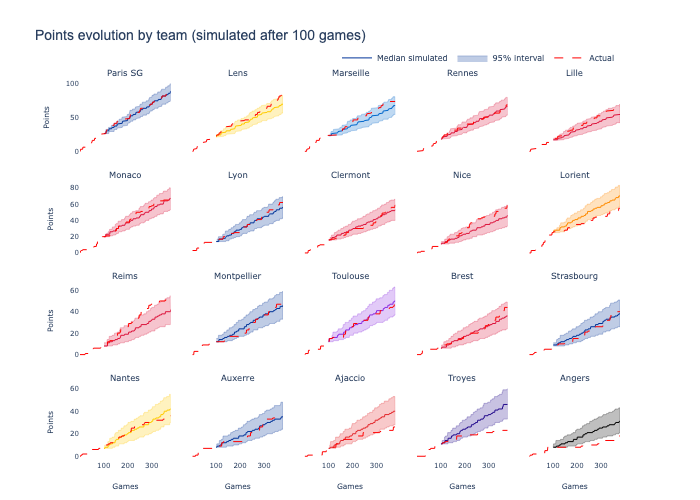 Points evolution by team (simulated after 100 games)
Median simulated 95% interval Actual
Paris SG Lens Marseille Rennes Lille
100
50
0
Points
Monaco Lyon Clermont Nice Lorient
80
60
40
20
0
Points
Reims Montpellier Toulouse Brest Strasbourg
60
40
20
0
Points
Nantes Auxerre Ajaccio Troyes Angers
60
40
20
0
Points
100 200 300 100 200 300 100 200 300 100 200 300 100 200 300
Games Games Games Games Games